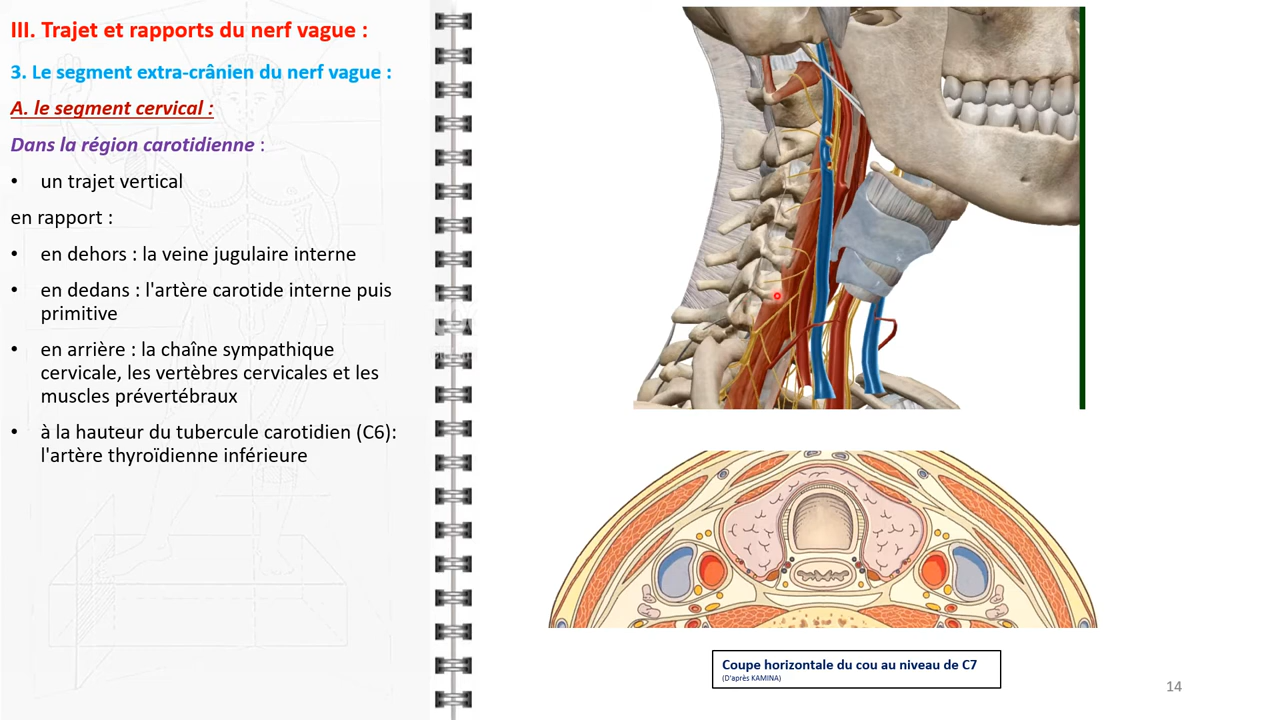 III. Trajet et rapports du nerf vague :
3. Le segment extra-crânien du nerf vague :
A. le segment cervical :
Dans la région carotidienne :
• un trajet vertical
en rapport :
• en dehors : la veine jugulaire interne
• en dedans : l'artère carotide interne puis
primitive
• en arrière : la chaîne sympathique
cervicale, les vertèbres cervicales et les
muscles prévertébraux
• à la hauteur du tubercule carotidien (C6):
l'artère thyroïdienne inférieure
Coupe horizontale du cou au niveau de C7
(D'après KAMINA)
14